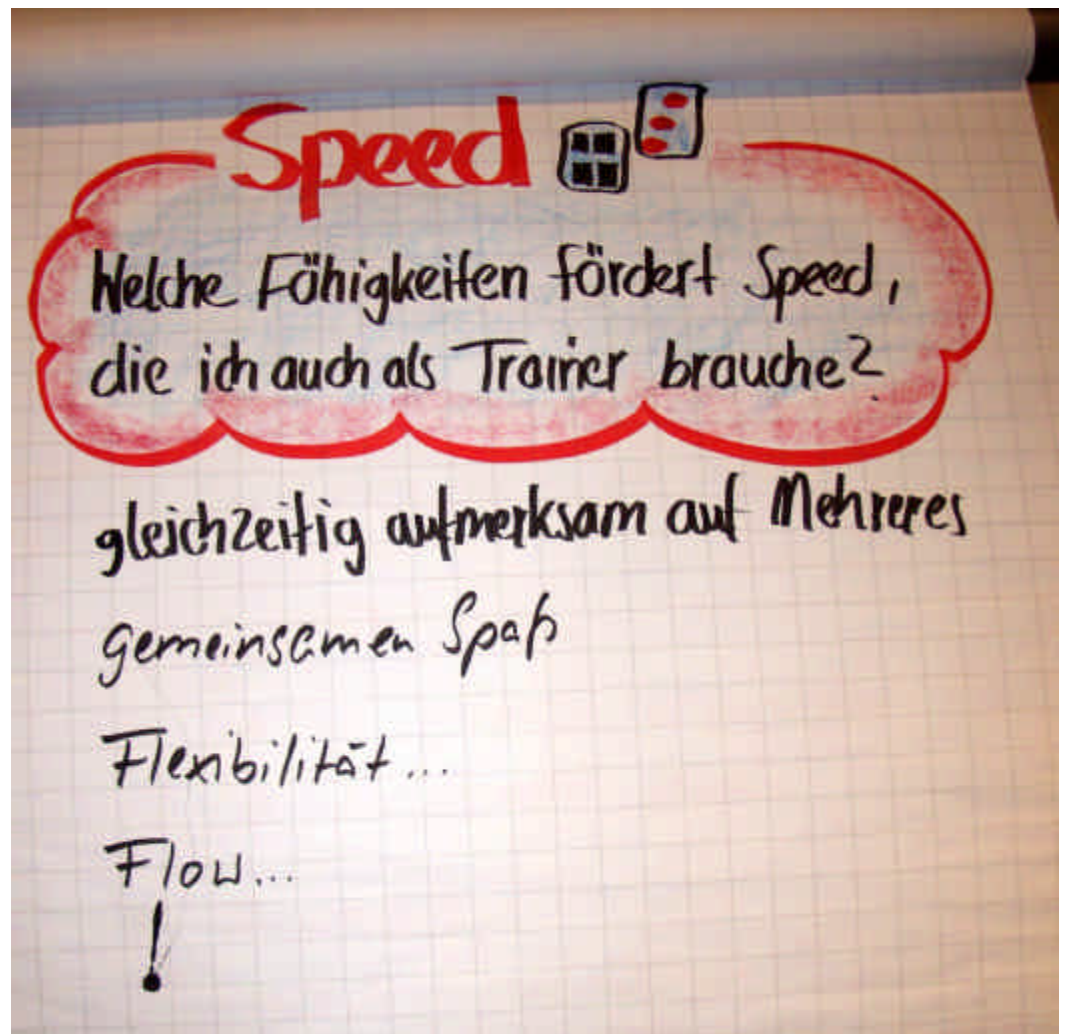 Speed
Welche Fähigkeiten fördert Speed,
die ich auch als Trainer brauche?
gleichzeitig aufmerksam auf Mehreres
gemeinsamen Spaß
Flexibilität...
Flow...
!